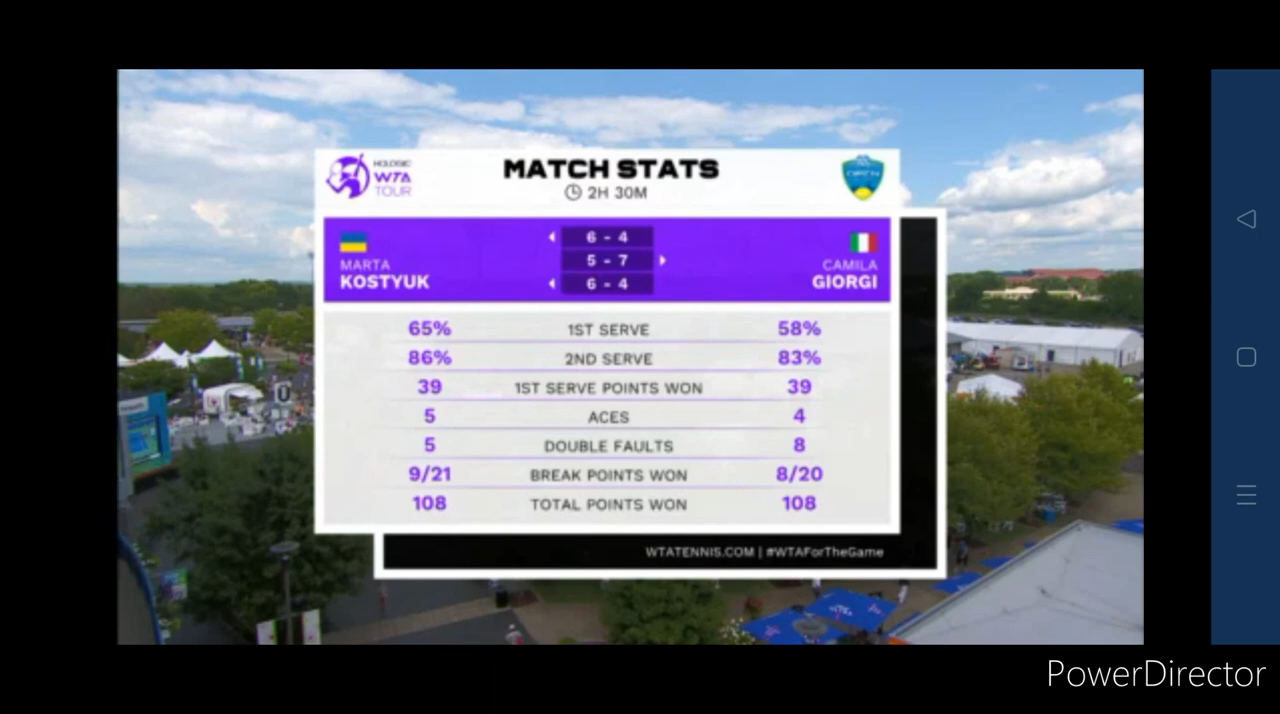 HOLOGIC
WTA
TOUR
MATCH STATS
2H 30M
OPEN
MARTA
KOSTYUK
6 - 4
5 - 7
6 - 4
CAMILA
GIORGI
65% 1ST SERVE 58%
86% 2ND SERVE 83%
39 1ST SERVE POINTS WON 39
5 ACES 4
5 DOUBLE FAULTS 8
9/21 BREAK POINTS WON 8/20
108 TOTAL POINTS WON 108
WTATENNIS.COM | #WTAForTheGame
PowerDirector